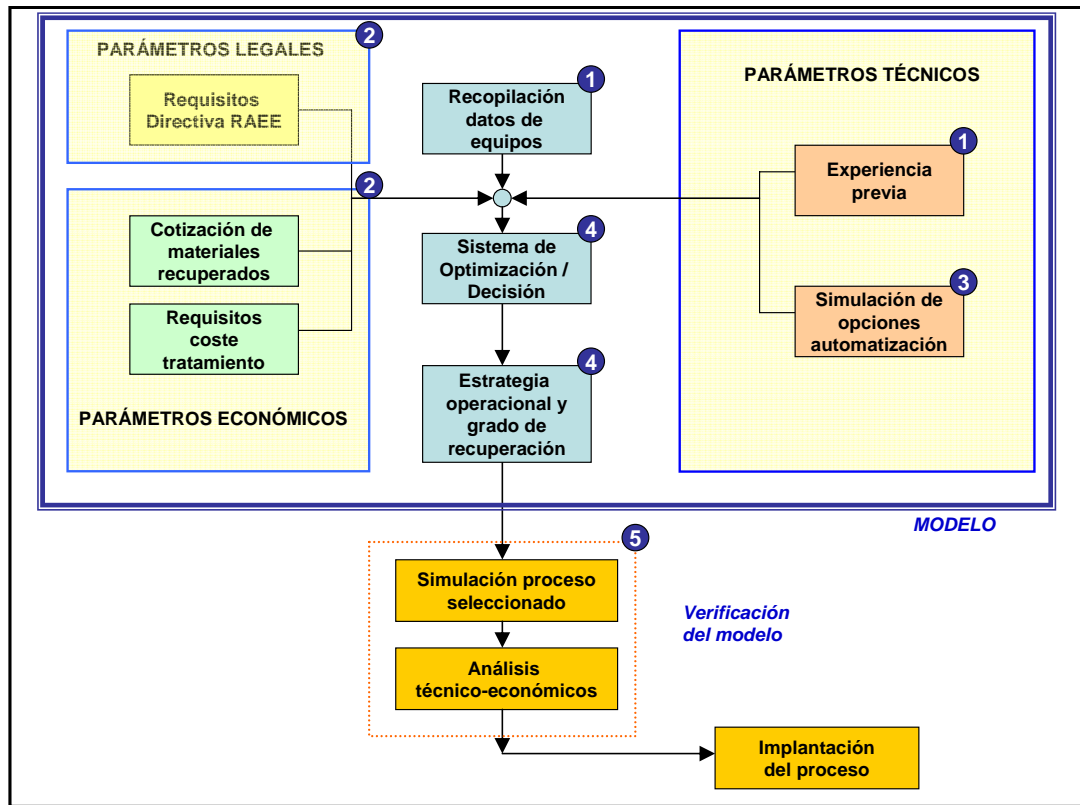 PARÁMETROS LEGALES
2
Requisitos
Directiva RAEE
2
Cotización de
materiales
recuperados
Requisitos
coste
tratamiento
PARÁMETROS ECONÓMICOS
1
Recopilación
datos de
equipos
4
Sistema de
Optimización /
Decisión
4
Estrategia
operacional y
grado de
recuperación
PARÁMETROS TÉCNICOS
1
Experiencia
previa
3
Simulación de
opciones
automatización
MODELO
5
Simulación proceso
seleccionado
Análisis
técnico-económicos
Verificación
del modelo
Implantación
del proceso